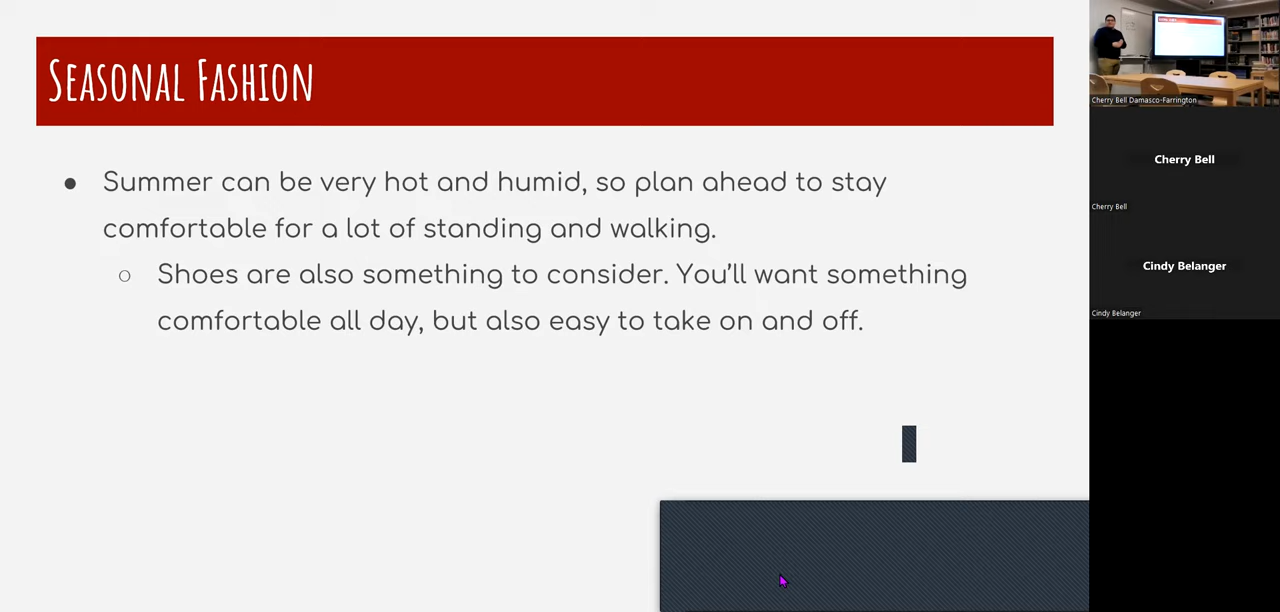 Seasonal Fashion
● Summer can be very hot and humid, so plan ahead to stay
comfortable for a lot of standing and walking.
○ Shoes are also something to consider. You'll want something
comfortable all day, but also easy to take on and off.
Cherry Bell Damasco-Farrington
Cherry Bell
Cherry Bell
Cindy Belanger
Cindy Belanger